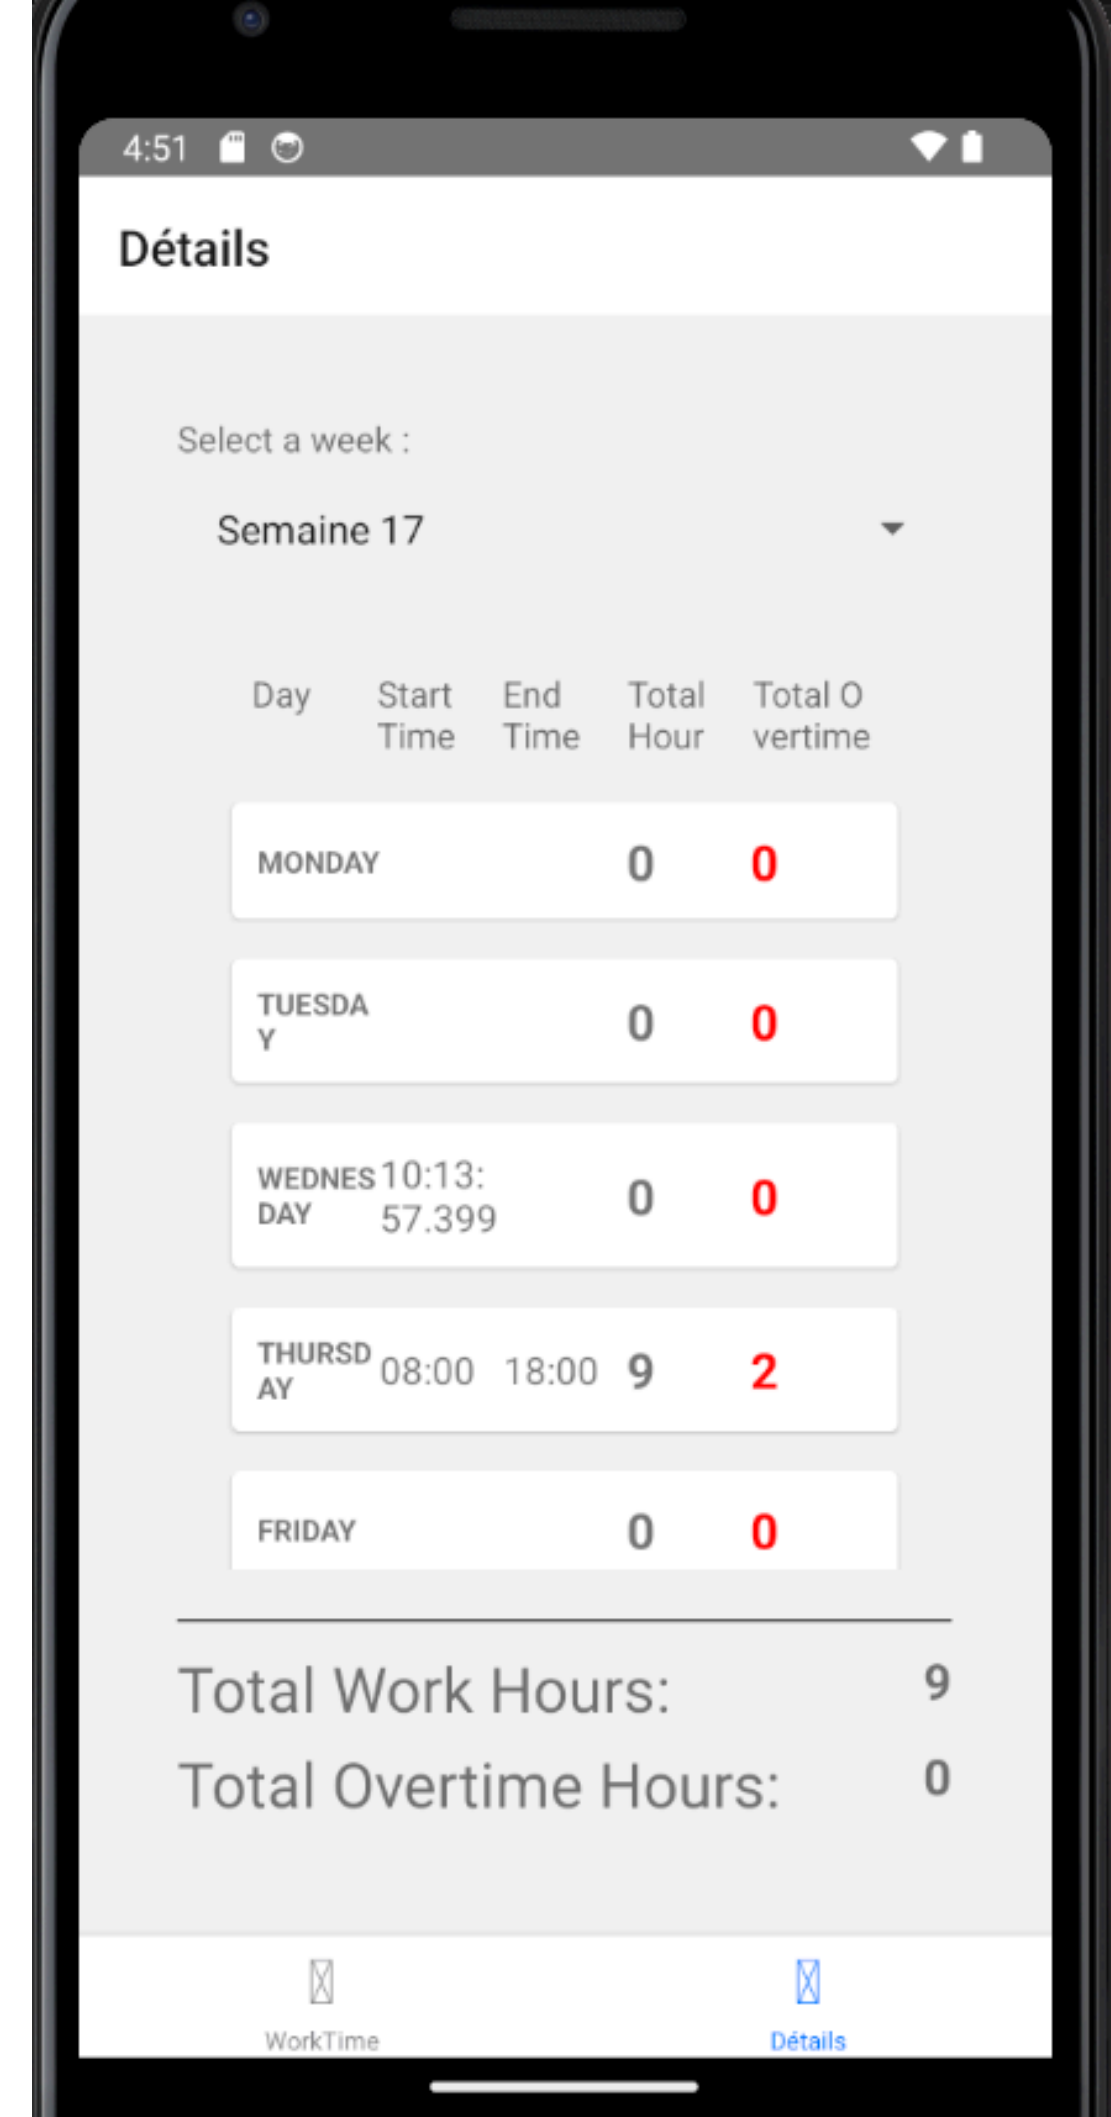 4:51
Détails
Select a week :
Semaine 17
Day Start End Total Total O
Time Time Hour vertime
MONDAY 0 0
TUESDA
Y 0 0
WEDNES 10:13:
DAY 57.399 0 0
THURSD
AY 08:00 18:00 9 2
FRIDAY 0 0
Total Work Hours: 9
Total Overtime Hours: 0
WorkTime Détails